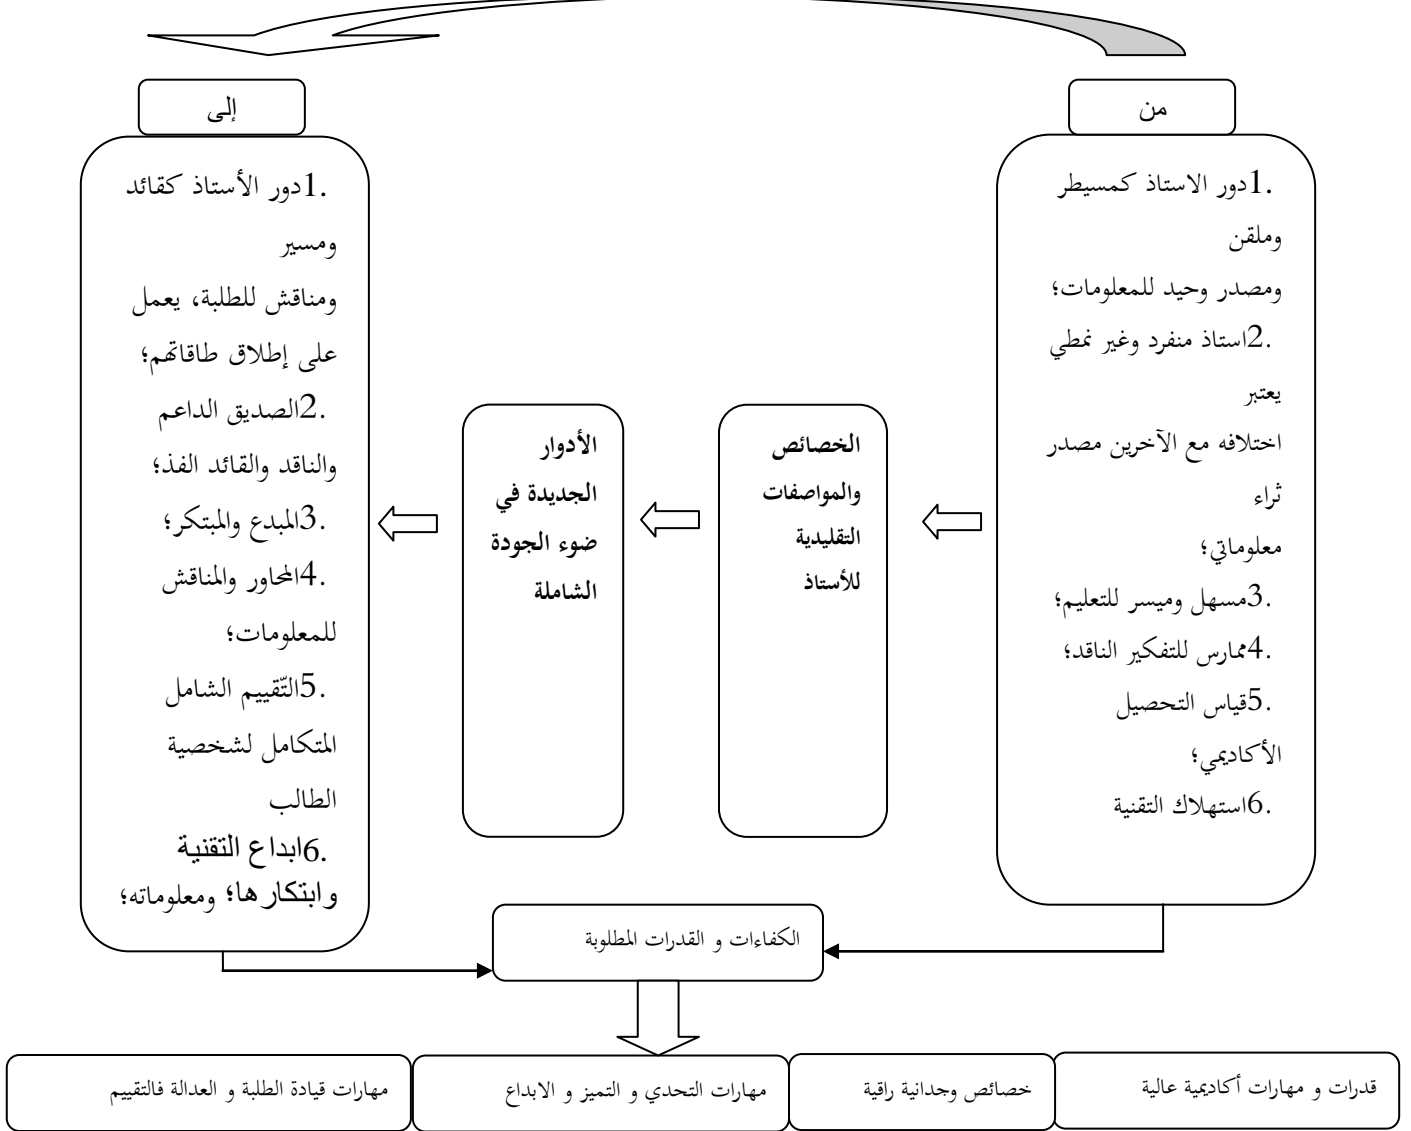 من
إلى
.1دور الاستاذ كمسيطر
وملقن
ومصدر وحيد للمعلومات؛
.2استاذ منفرد وغير نمطي
يعتبر
اختلافه مع الآخرين مصدر
ثراء
معلوماتي؛
.3مسهل وميسر للتعليم؛
.4ممارس للتفكير الناقد؛
.5قياس التحصيل
الأكاديمي؛
.6استهلاك التقنية
الخصائص
والمواصفات
التقليدية
للأستاذ
الأدوار
الجديدة في
ضوء الجودة
الشاملة
.1دور الأستاذ كقائد
ومسير
ومناقش للطلبة، يعمل
على إطلاق طاقاتهم؛
.2الصديق الداعم
والناقد والقائد الفذ؛
.3المبدع والمبتكر؛
.4المحاور والمناقش
للمعلومات؛
.5التّقييم الشامل
المتكامل لشخصية
الطالب
.6ابداع التقنية
وابتكارها؛ ومعلوماته؛
الكفاءات و القدرات المطلوبة
قدرات و مهارات أكاديمية عالية
خصائص وجدانية راقية
مهارات التحدي و التميز و الابداع
مهارات قيادة الطلبة و العدالة فالتقييم